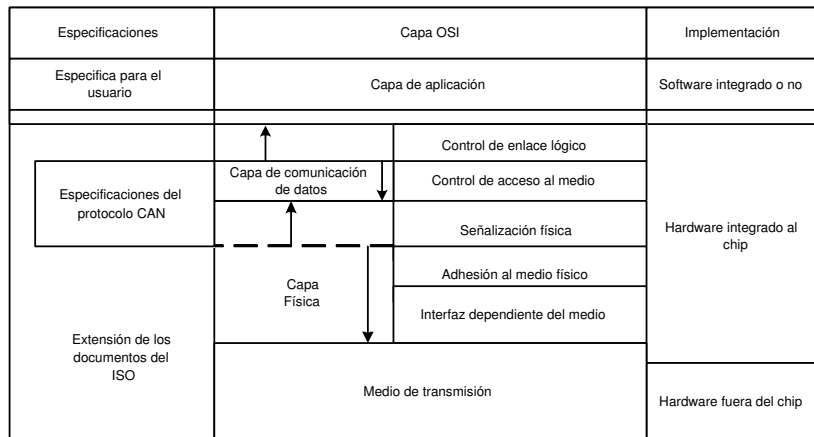 Especificaciones
Capa OSI
Implementación
Especifica para el
usuario
Capa de aplicación
Software integrado o no
Control de enlace lógico
Capa de comunicación
de datos
Control de acceso al medio
Especificaciones del
protocolo CAN
Señalización física
Hardware integrado al
chip
Adhesión al medio físico
Capa
Física
Interfaz dependiente del medio
Extensión de los
documentos del
ISO
Medio de transmisión
Hardware fuera del chip